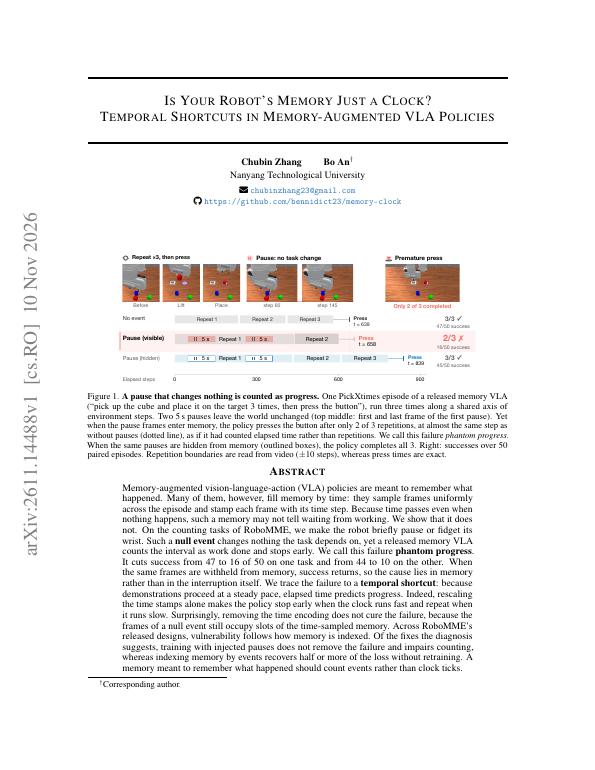 IS YOUR ROBOT'S MEMORY JUST A CLOCK?
TEMPORAL SHORTCUTS IN MEMORY-AUGMENTED VLA POLICIES
Chubin Zhang Bo An†
Nanyang Technological University
chubinzhang23@gmail.com
https://github.com/bennidict23/memory-clock
arXiv:2611.14488v1 [cs.RO] 10 Nov 2026
Repeat ×3, then press Pause: no task change Premature press
Before Lift Place step 60 step 145 Only 2 of 3 completed
No event Repeat 1 Repeat 2 Repeat 3 Press t = 639 3/3 ✓ 47/50 success
Pause (visible) 5 s Repeat 1 5 s Repeat 2 Press t = 658 2/3 ✗ 16/50 success
Pause (hidden) 5 s Repeat 1 5 s Repeat 2 Repeat 3 Press t = 839 3/3 ✓ 45/50 success
Elapsed steps 0 300 600 900
Figure 1. A pause that changes nothing is counted as progress. One PickXtimes episode of a released memory VLA
("pick up the cube and place it on the target 3 times, then press the button"), run three times along a shared axis of
environment steps. Two 5 s pauses leave the world unchanged (top middle: first and last frame of the first pause). Yet
when the pause frames enter memory, the policy presses the button after only 2 of 3 repetitions, at almost the same step as
without pauses (dotted line), as if it had counted elapsed time rather than repetitions. We call this failure phantom progress.
When the same pauses are hidden from memory (outlined boxes), the policy completes all 3. Right: successes over 50
paired episodes. Repetition boundaries are read from video (±10 steps), whereas press times are exact.
ABSTRACT
Memory-augmented vision-language-action (VLA) policies are meant to remember what
happened. Many of them, however, fill memory by time: they sample frames uniformly
across the episode and stamp each frame with its time step. Because time passes even when
nothing happens, such a memory may not tell waiting from working. We show that it does
not. On the counting tasks of RoboMME, we make the robot briefly pause or fidget its
wrist. Such a null event changes nothing the task depends on, yet a released memory VLA
counts the interval as work done and stops early. We call this failure phantom progress.
It cuts success from 47 to 16 of 50 on one task and from 44 to 10 on the other. When
the same frames are withheld from memory, success returns, so the cause lies in memory
rather than in the interruption itself. We trace the failure to a temporal shortcut: because
demonstrations proceed at a steady pace, elapsed time predicts progress. Indeed, rescaling
the time stamps alone makes the policy stop early when the clock runs fast and repeat when
it runs slow. Surprisingly, removing the time encoding does not cure the failure, because the
frames of a null event still occupy slots of the time-sampled memory. Across RoboMME's
released designs, vulnerability follows how memory is indexed. Of the fixes the diagnosis
suggests, training with injected pauses does not remove the failure and impairs counting,
whereas indexing memory by events recovers half or more of the loss without retraining. A
memory meant to remember what happened should count events rather than clock ticks.
†Corresponding author.